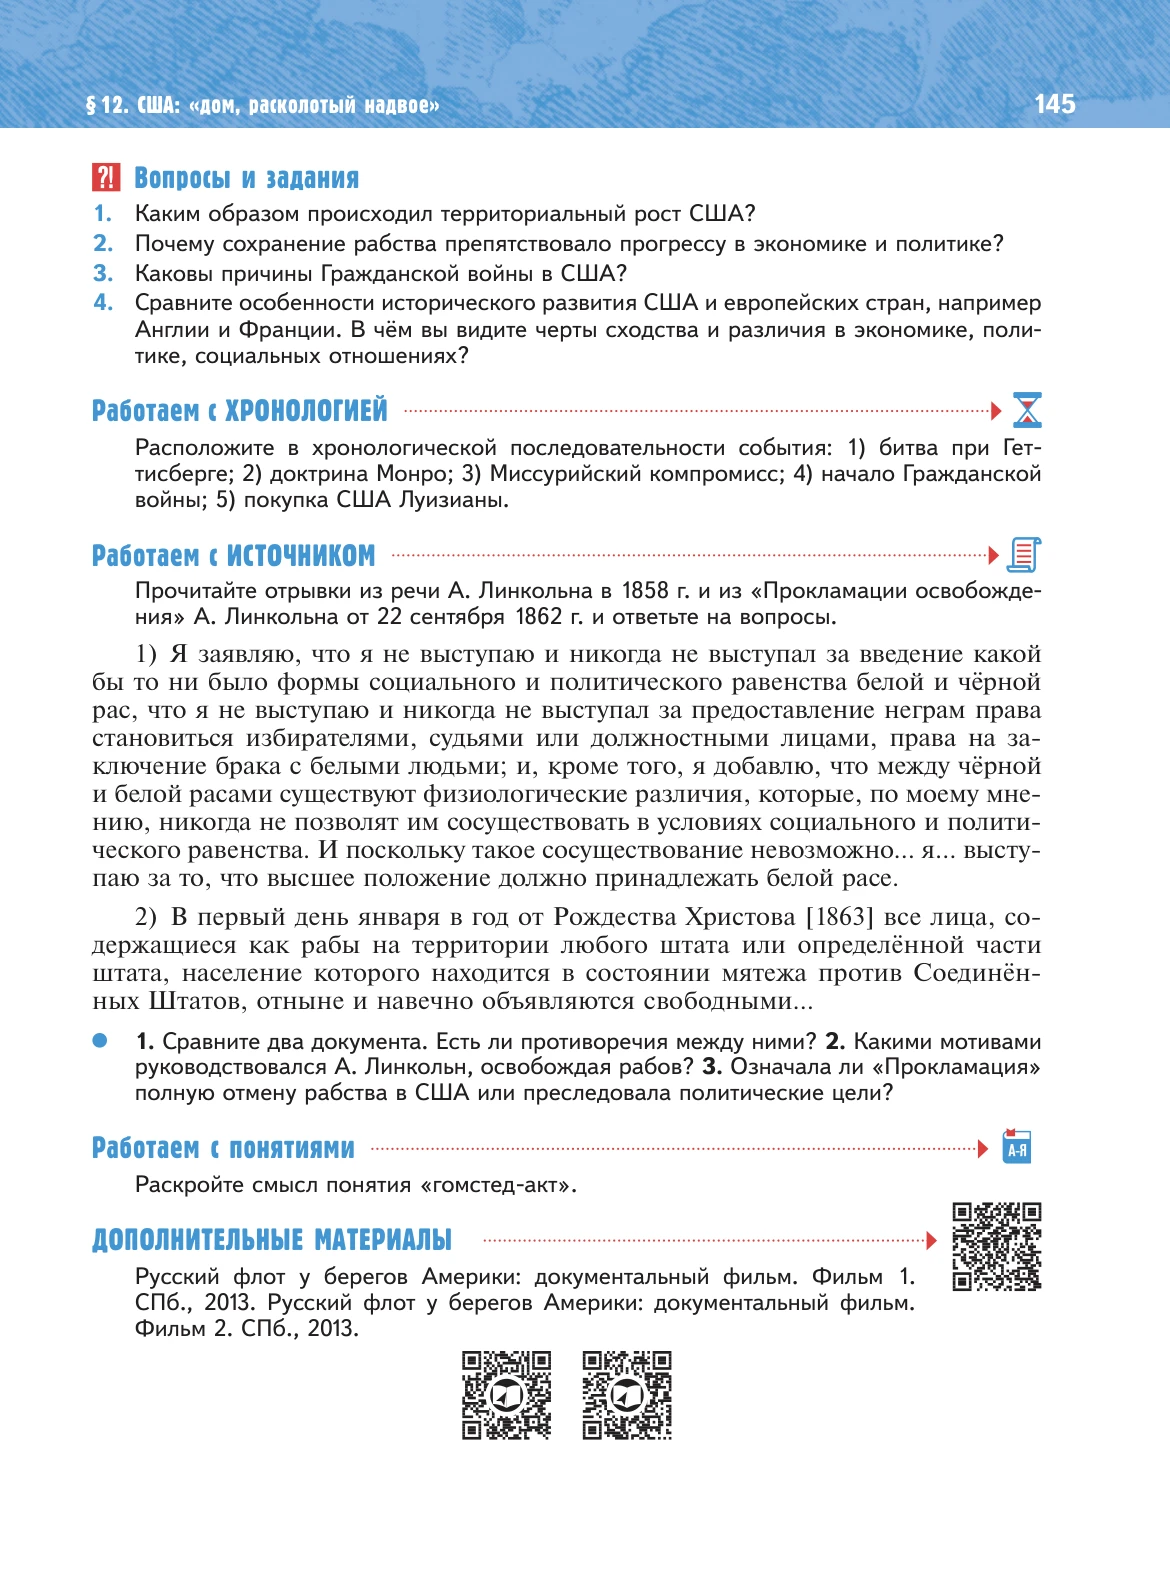 § 12. США: «дом, расколотый надвое»
145
?! Вопросы и задания
1. Каким образом происходил территориальный рост США?
2. Почему сохранение рабства препятствовало прогрессу в экономике и политике?
3. Каковы причины Гражданской войны в США?
4. Сравните особенности исторического развития США и европейских стран, например
Англии и Франции. В чём вы видите черты сходства и различия в экономике, поли-
тике, социальных отношениях?
Работаем с ХРОНОЛОГИЕЙ
Расположите в хронологической последовательности события: 1) битва при Гет-
тисберге; 2) доктрина Монро; 3) Миссурийский компромисс; 4) начало Гражданской
войны; 5) покупка США Луизианы.
Работаем с ИСТОЧНИКОМ
Прочитайте отрывки из речи А. Линкольна в 1858 г. и из «Прокламации освобожде-
ния» А. Линкольна от 22 сентября 1862 г. и ответьте на вопросы.
1) Я заявляю, что я не выступаю и никогда не выступал за введение какой
бы то ни было формы социального и политического равенства белой и чёрной
рас, что я не выступаю и никогда не выступал за предоставление неграм права
становиться избирателями, судьями или должностными лицами, права на за-
ключение брака с белыми людьми; и, кроме того, я добавлю, что между чёрной
и белой расами существуют физиологические различия, которые, по моему мне-
нию, никогда не позволят им сосуществовать в условиях социального и полити-
ческого равенства. И поскольку такое сосуществование невозможно... я... высту-
паю за то, что высшее положение должно принадлежать белой расе.
2) В первый день января в год от Рождества Христова [1863] все лица, со-
держащиеся как рабы на территории любого штата или определённой части
штата, население которого находится в состоянии мятежа против Соединён-
ных Штатов, отныне и навечно объявляются свободными...
1. Сравните два документа. Есть ли противоречия между ними? 2. Какими мотивами
руководствовался А. Линкольн, освобождая рабов? 3. Означала ли «Прокламация»
полную отмену рабства в США или преследовала политические цели?
Работаем с понятиями
А-Я
Раскройте смысл понятия «гомстед-акт».
ДОПОЛНИТЕЛЬНЫЕ МАТЕРИАЛЫ
Русский флот у берегов Америки: документальный фильм. Фильм 1.
СПб., 2013. Русский флот у берегов Америки: документальный фильм.
Фильм 2. СПб., 2013.